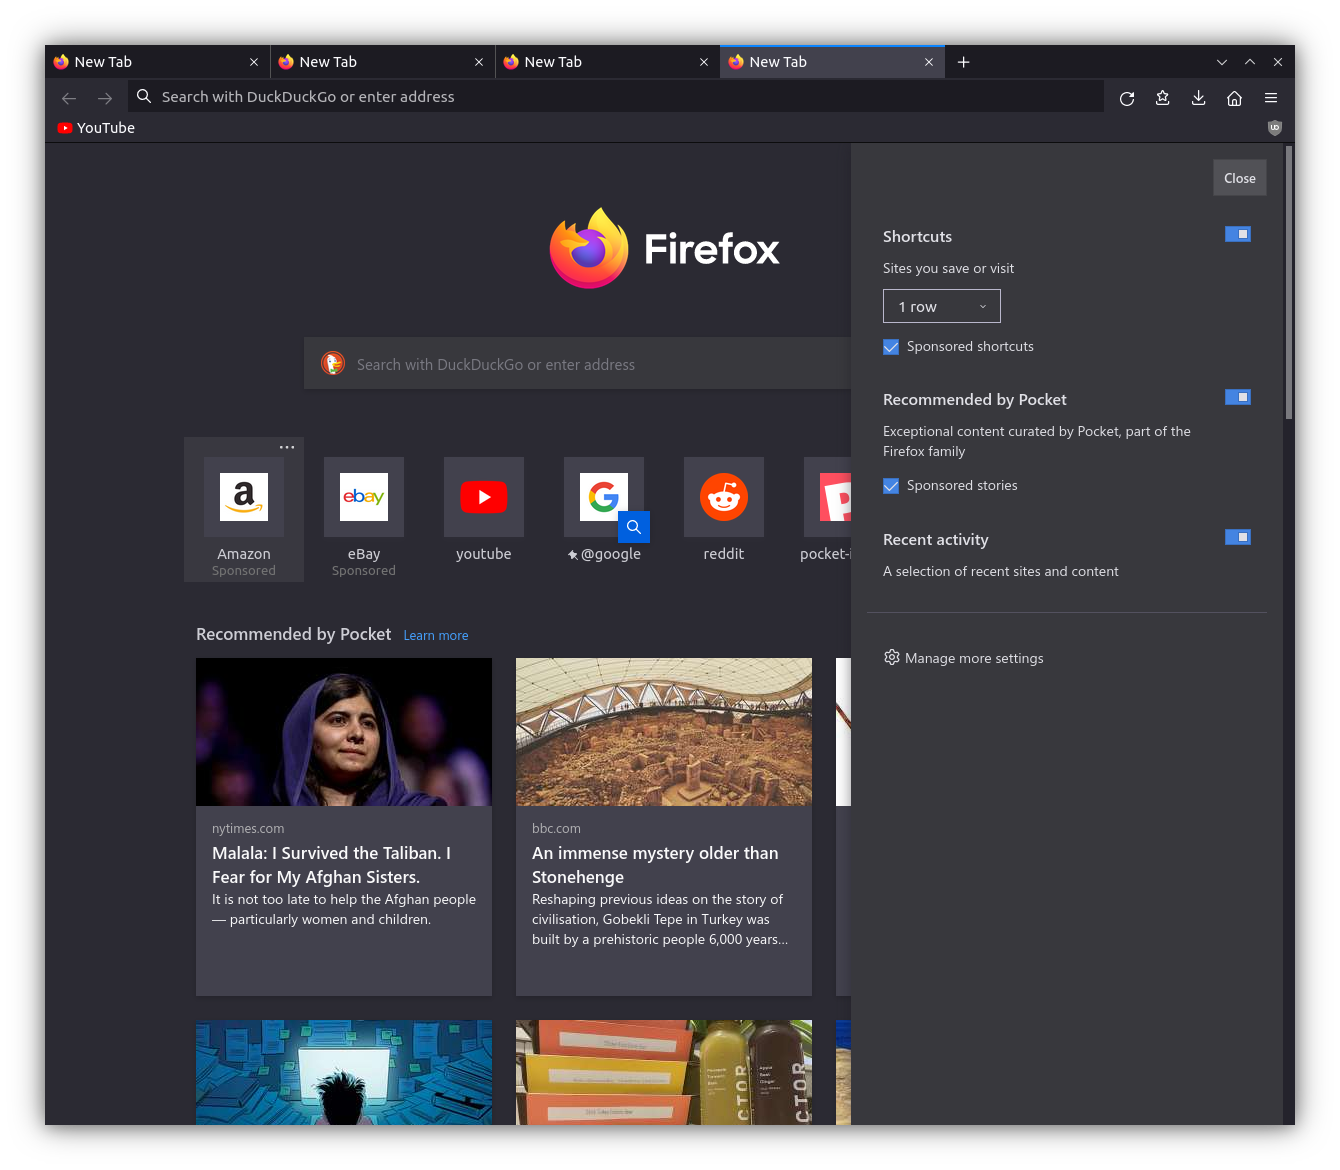 New Tab
New Tab
New Tab
New Tab
Search with DuckDuckGo or enter address
YouTube
Close
Firefox
Shortcuts
Sites you save or visit
1 row
Sponsored shortcuts
Search with DuckDuckGo or enter address
Recommended by Pocket
Exceptional content curated by Pocket, part of the
Firefox family
Sponsored stories
ebay
Amazon
Sponsored
eBay
Sponsored
youtube
@google
reddit
pocket-
Recent activity
A selection of recent sites and content
Manage more settings
Recommended by Pocket Learn more
nytimes.com
Malala: I Survived the Taliban. I
Fear for My Afghan Sisters.
It is not too late to help the Afghan people
— particularly women and children.
bbc.com
An immense mystery older than
Stonehenge
Reshaping previous ideas on the story of
civilisation, Gobekli Tepe in Turkey was
built by a prehistoric people 6,000 years...
CTOR
CTOR